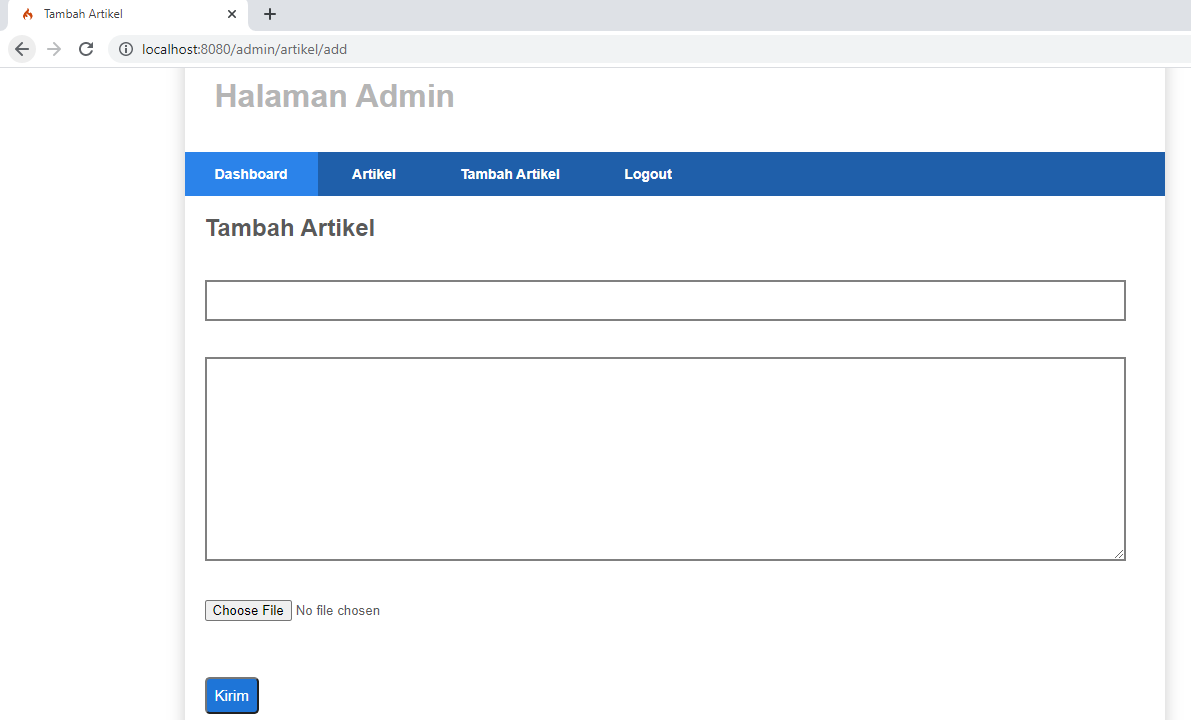 Tambah Artikel
localhost:8080/admin/artikel/add
Halaman Admin
Dashboard Artikel Tambah Artikel Logout
Tambah Artikel
Choose File No file chosen
Kirim